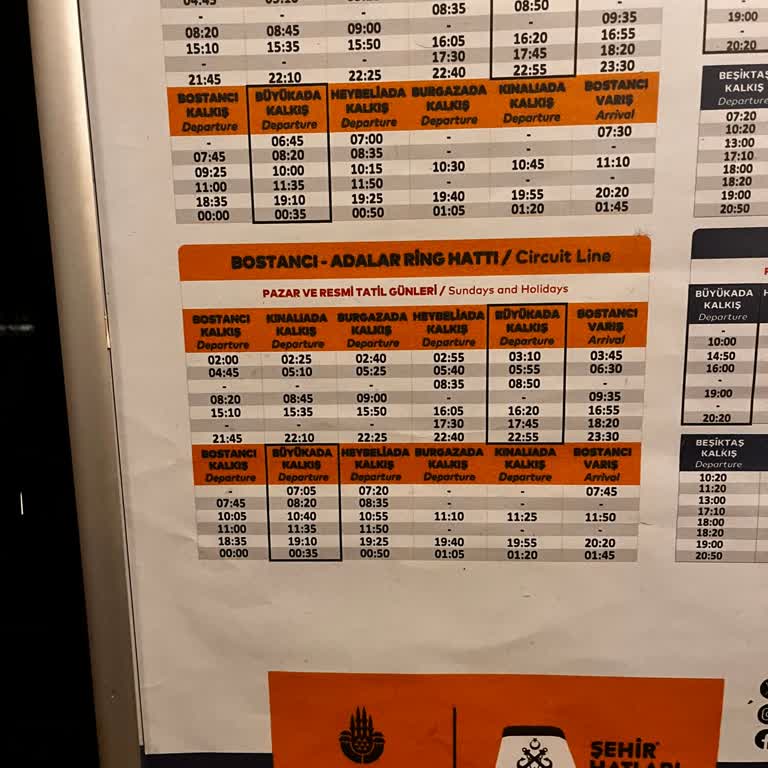 04:45 05:10
- - - 08:35 08:50 -
08:20 08:45 09:00 - - 09:35
15:10 15:35 15:50 16:05 16:20 16:55
- - - 17:30 17:45 18:20
21:45 22:10 22:25 22:40 22:55 23:30
BOSTANCI BÜYÜKADA HEYBELİADA BURGAZADA KINALIADA BOSTANCI
KALKIŞ KALKIŞ KALKIŞ KALKIŞ KALKIŞ VARIŞ
Departure Departure Departure Departure Departure Arrival
- 06:45 07:00 - - 07:30
07:45 08:20 08:35 - - -
09:25 10:00 10:15 10:30 10:45 11:10
11:00 11:35 11:50 - - -
18:35 19:10 19:25 19:40 19:55 20:20
00:00 00:35 00:50 01:05 01:20 01:45
BOSTANCI - ADALAR RİNG HATTI / Circuit Line
PAZAR VE RESMİ TATİL GÜNLERİ / Sundays and Holidays
BOSTANCI KINALIADA BURGAZADA HEYBELİADA BÜYÜKADA BOSTANCI
KALKIŞ KALKIŞ KALKIŞ KALKIŞ KALKIŞ VARIŞ
Departure Departure Departure Departure Departure Arrival
02:00 02:25 02:40 02:55 03:10 03:45
04:45 05:10 05:25 05:40 05:55 06:30
- - - 08:35 08:50 -
08:20 08:45 09:00 - - 09:35
15:10 15:35 15:50 16:05 16:20 16:55
- - - 17:30 17:45 18:20
21:45 22:10 22:25 22:40 22:55 23:30
BOSTANCI BÜYÜKADA HEYBELİADA BURGAZADA KINALIADA BOSTANCI
KALKIŞ KALKIŞ KALKIŞ KALKIŞ KALKIŞ VARIŞ
Departure Departure Departure Departure Departure Arrival
- 07:05 07:20 - - 07:45
07:45 08:20 08:35 - - -
10:05 10:40 10:55 11:10 11:25 11:50
11:00 11:35 11:50 - - -
18:35 19:10 19:25 19:40 19:55 20:20
00:00 00:35 00:50 01:05 01:20 01:45
19:00
-
20:20
BEŞİKTAŞ
KALKIŞ
Departure
07:20
10:20
13:00
17:10
18:00
18:20
19:00
20:50
BÜYÜKADA
KALKIŞ
Departure
-
10:00
14:50
16:00
-
19:00
-
20:20
BEŞİKTAŞ
KALKIŞ
Departure
10:20
11:20
13:00
17:10
18:00
18:20
19:00
20:50
ŞEHİR
HATLARI